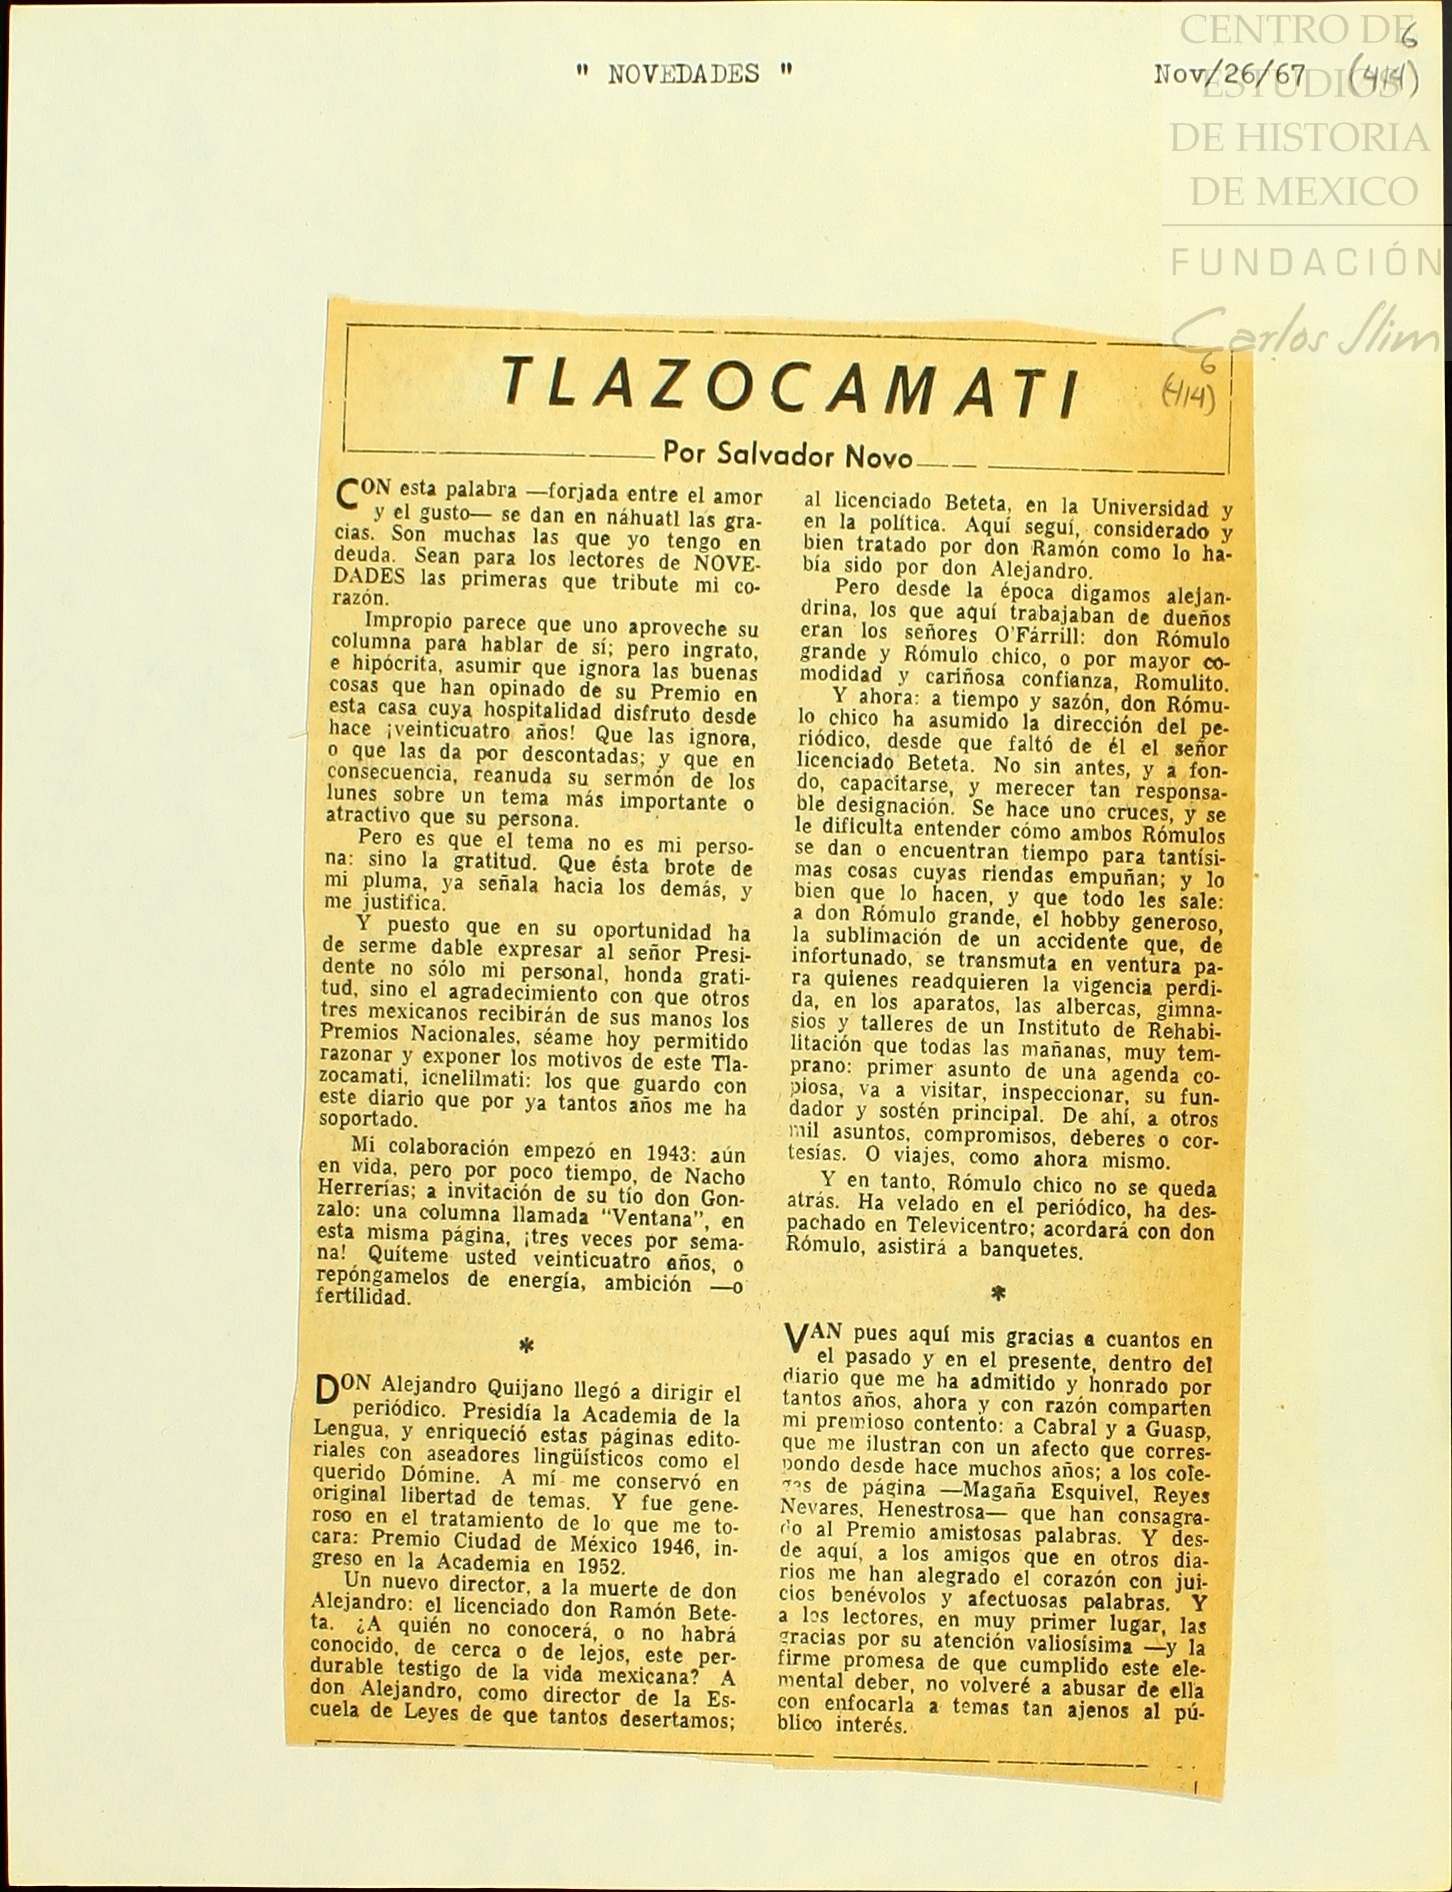 CENTRO DE
ESTUDIOS
DE HISTORIA
DE MEXICO
FUNDACIÓN
Carlos Slim
6
" NOVEDADES "
Nov/26/67 (414)
6
(414)
TLAZOCAMATI
Por Salvador Novo
CON esta palabra —forjada entre el amor
y el gusto— se dan en náhuatl las gra-
cias. Son muchas las que yo tengo en
deuda. Sean para los lectores de NOVE-
DADES las primeras que tribute mi co-
razón.
Impropio parece que uno aproveche su
columna para hablar de sí; pero ingrato,
e hipócrita, asumir que ignora las buenas
cosas que han opinado de su Premio en
esta casa cuya hospitalidad disfruto desde
hace ¡veinticuatro años! Que las ignora,
o que las da por descontadas; y que en
consecuencia, reanuda su sermón de los
lunes sobre un tema más importante o
atractivo que su persona.
Pero es que el tema no es mi perso-
na: sino la gratitud. Que ésta brote de
mi pluma, ya señala hacia los demás, y
me justifica.
Y puesto que en su oportunidad ha
de serme dable expresar al señor Presi-
dente no sólo mi personal, honda grati-
tud, sino el agradecimiento con que otros
tres mexicanos recibirán de sus manos los
Premios Nacionales, séame hoy permitido
razonar y exponer los motivos de este Tla-
zocamati, icnelilmati: los que guardo con
este diario que por ya tantos años me ha
soportado.
Mi colaboración empezó en 1943: aún
en vida, pero por poco tiempo, de Nacho
Herrerías; a invitación de su tío don Gon-
zalo: una columna llamada "Ventana", en
esta misma página, ¡tres veces por sema-
na! Quíteme usted veinticuatro años, o
repóngamelos de energía, ambición —o
fertilidad.
*
DON Alejandro Quijano llegó a dirigir el
periódico. Presidía la Academia de la
Lengua, y enriqueció estas páginas edito-
riales con aseadores lingüísticos como el
querido Dómine. A mí me conservó en
original libertad de temas. Y fue gene-
roso en el tratamiento de lo que me to-
cara: Premio Ciudad de México 1946, in-
greso en la Academia en 1952.
Un nuevo director, a la muerte de don
Alejandro: el licenciado don Ramón Bete-
ta. ¿A quién no conocerá, o no habrá
conocido, de cerca o de lejos, este per-
durable testigo de la vida mexicana? A
don Alejandro, como director de la Es-
cuela de Leyes de que tantos desertamos;
al licenciado Beteta, en la Universidad y
en la política. Aquí seguí, considerado y
bien tratado por don Ramón como lo ha-
bía sido por don Alejandro.
Pero desde la época digamos alejan-
drina, los que aquí trabajaban de dueños
eran los señores O'Fárrill: don Rómulo
grande y Rómulo chico, o por mayor co-
modidad y cariñosa confianza, Romulito.
Y ahora: a tiempo y sazón, don Rómu-
lo chico ha asumido la dirección del pe-
riódico, desde que faltó de él el señor
licenciado Beteta. No sin antes, y a fon-
do, capacitarse, y merecer tan responsa-
ble designación. Se hace uno cruces, y se
le dificulta entender cómo ambos Rómulos
se dan o encuentran tiempo para tantísi-
mas cosas cuyas riendas empuñan; y lo
bien que lo hacen, y que todo les sale:
a don Rómulo grande, el hobby generoso,
la sublimación de un accidente que, de
infortunado, se transmuta en ventura pa-
ra quienes readquieren la vigencia perdi-
da, en los aparatos, las albercas, gimna-
sios y talleres de un Instituto de Rehabi-
litación que todas las mañanas, muy tem-
prano: primer asunto de una agenda co-
piosa, va a visitar, inspeccionar, su fun-
dador y sostén principal. De ahí, a otros
mil asuntos, compromisos, deberes o cor-
tesías. O viajes, como ahora mismo.
Y en tanto, Rómulo chico no se queda
atrás. Ha velado en el periódico, ha des-
pachado en Televicentro; acordará con don
Rómulo, asistirá a banquetes.
*
VAN pues aquí mis gracias a cuantos en
el pasado y en el presente, dentro del
diario que me ha admitido y honrado por
tantos años, ahora y con razón comparten
mi premioso contento: a Cabral y a Guasp,
que me ilustran con un afecto que corres-
pondo desde hace muchos años; a los cole-
gas de página —Magaña Esquivel, Reyes
Nevares, Henestrosa— que han consagra-
do al Premio amistosas palabras. Y des-
de aquí, a los amigos que en otros dia-
rios me han alegrado el corazón con jui-
cios benévolos y afectuosas palabras. Y
a los lectores, en muy primer lugar, las
gracias por su atención valiosísima —y la
firme promesa de que cumplido este ele-
mental deber, no volveré a abusar de ella
con enfocarla a temas tan ajenos al pú-
blico interés.